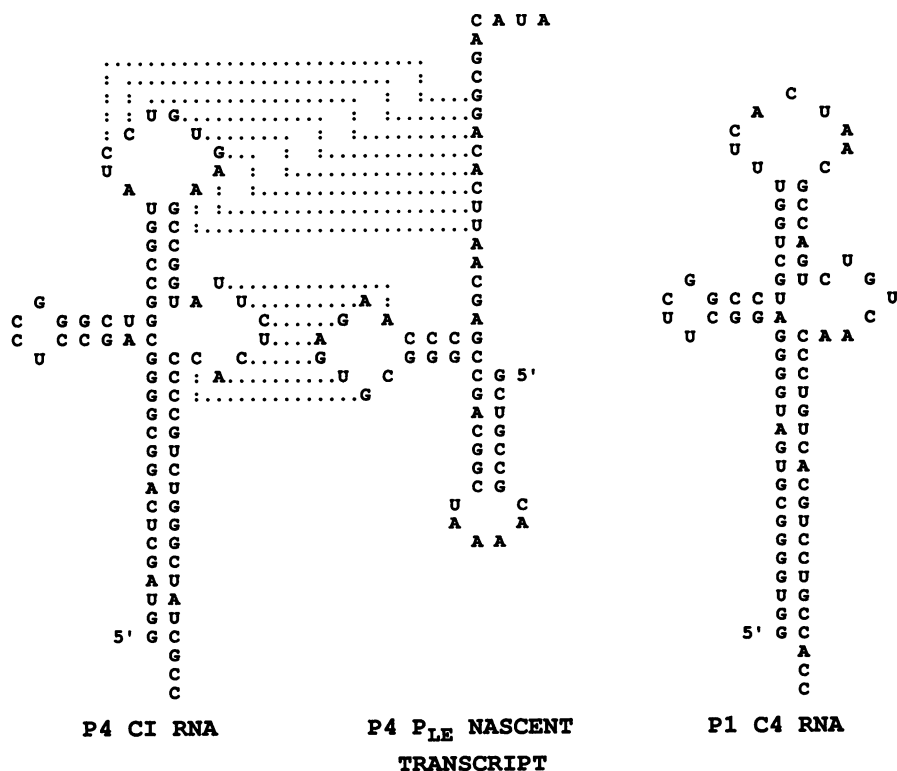 C A U A
A
G
C
G C
U G G A U
C U A C A
C G C U A
U A A U C
A A C U G
U G U G C
G C U G C
G C A U A
C G A C G U
C G U C G G U C G
G G U A U A G C G C C U U
C G G C U G C G A A U U C G G A C
C C C G A C U A C C C G G C A A
U G C C C C G G G G C G C
G C A U C C G 5' G C
G C G G C G U
G C A U U G
C G C G A U
G U G C G C
G C G C U A
A U C G G C
C G U C C G
U G A A G U
C G A A G C
G C G C
A U G U
U A U G
G U G C
5' G C 5' G C
G A
C C
C C
P4 CI RNA
P4 P_LE NASCENT TRANSCRIPT
P1 C4 RNA